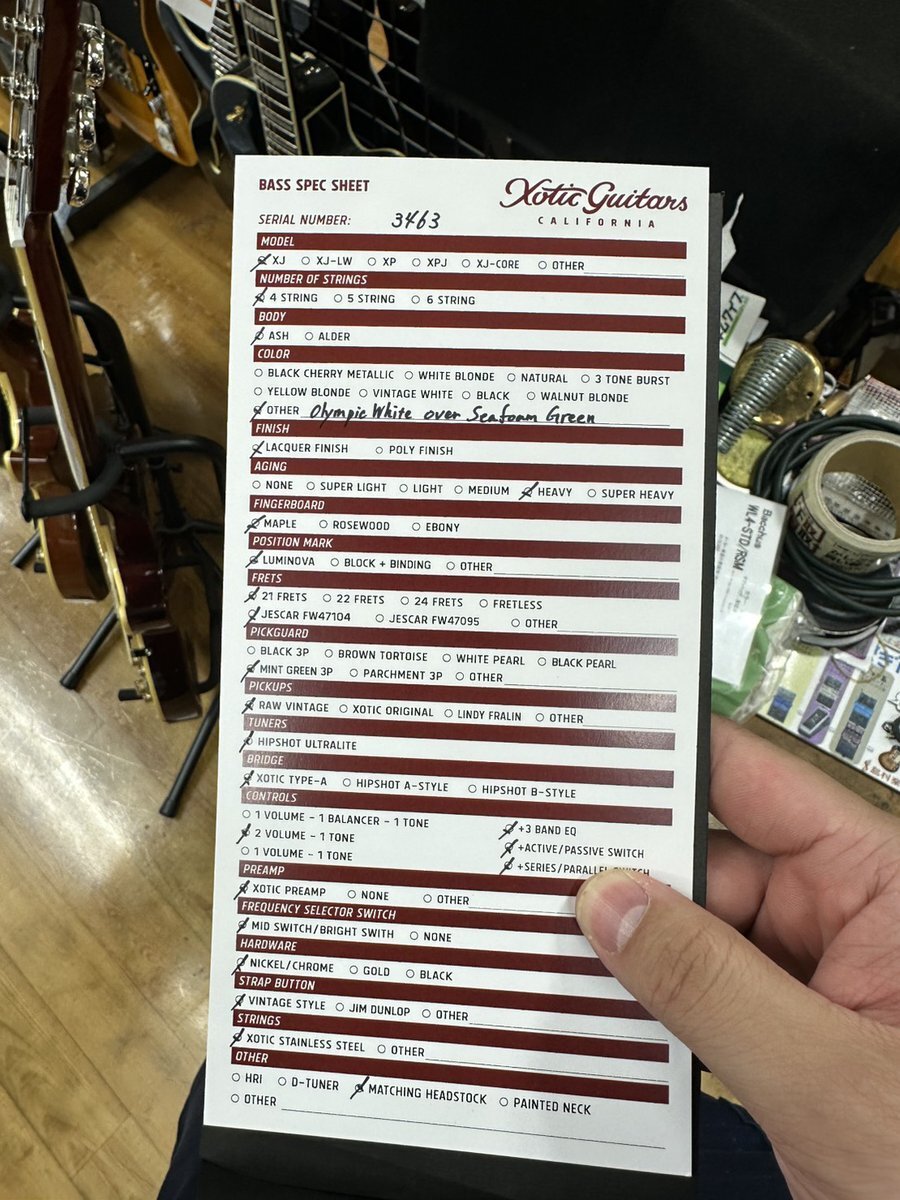 BASS SPEC SHEET
Xotic Guitars
CALIFORNIA
SERIAL NUMBER: 3463
MODEL
XJ XJ-LW XP XPJ XJ-CORE OTHER
NUMBER OF STRINGS
4 STRING 5 STRING 6 STRING
BODY
ASH ALDER
COLOR
BLACK CHERRY METALLIC WHITE BLONDE NATURAL 3 TONE BURST
YELLOW BLONDE VINTAGE WHITE BLACK WALNUT BLONDE
OTHER Olympic White over Seafoam Green
FINISH
LACQUER FINISH POLY FINISH
AGING
NONE SUPER LIGHT LIGHT MEDIUM HEAVY SUPER HEAVY
FINGERBOARD
MAPLE ROSEWOOD EBONY
POSITION MARK
LUMINOVA BLOCK + BINDING OTHER
FRETS
21 FRETS 22 FRETS 24 FRETS FRETLESS
JESCAR FW47104 JESCAR FW47095 OTHER
PICKGUARD
BLACK 3P BROWN TORTOISE WHITE PEARL BLACK PEARL
MINT GREEN 3P PARCHMENT 3P OTHER
PICKUPS
RAW VINTAGE XOTIC ORIGINAL LINDY FRALIN OTHER
TUNERS
HIPSHOT ULTRALITE
BRIDGE
XOTIC TYPE-A HIPSHOT A-STYLE HIPSHOT B-STYLE
CONTROLS
1 VOLUME - 1 BALANCER - 1 TONE +3 BAND EQ
2 VOLUME - 1 TONE +ACTIVE/PASSIVE SWITCH
1 VOLUME - 1 TONE +SERIES/PARALLEL SWITCH
PREAMP
XOTIC PREAMP NONE OTHER
FREQUENCY SELECTOR SWITCH
MID SWITCH/BRIGHT SWITH NONE
HARDWARE
NICKEL/CHROME GOLD BLACK
STRAP BUTTON
VINTAGE STYLE JIM DUNLOP OTHER
STRINGS
XOTIC STAINLESS STEEL OTHER
OTHER
HRI D-TUNER MATCHING HEADSTOCK PAINTED NECK
OTHER
Bacchus
WL4-STD/RSM